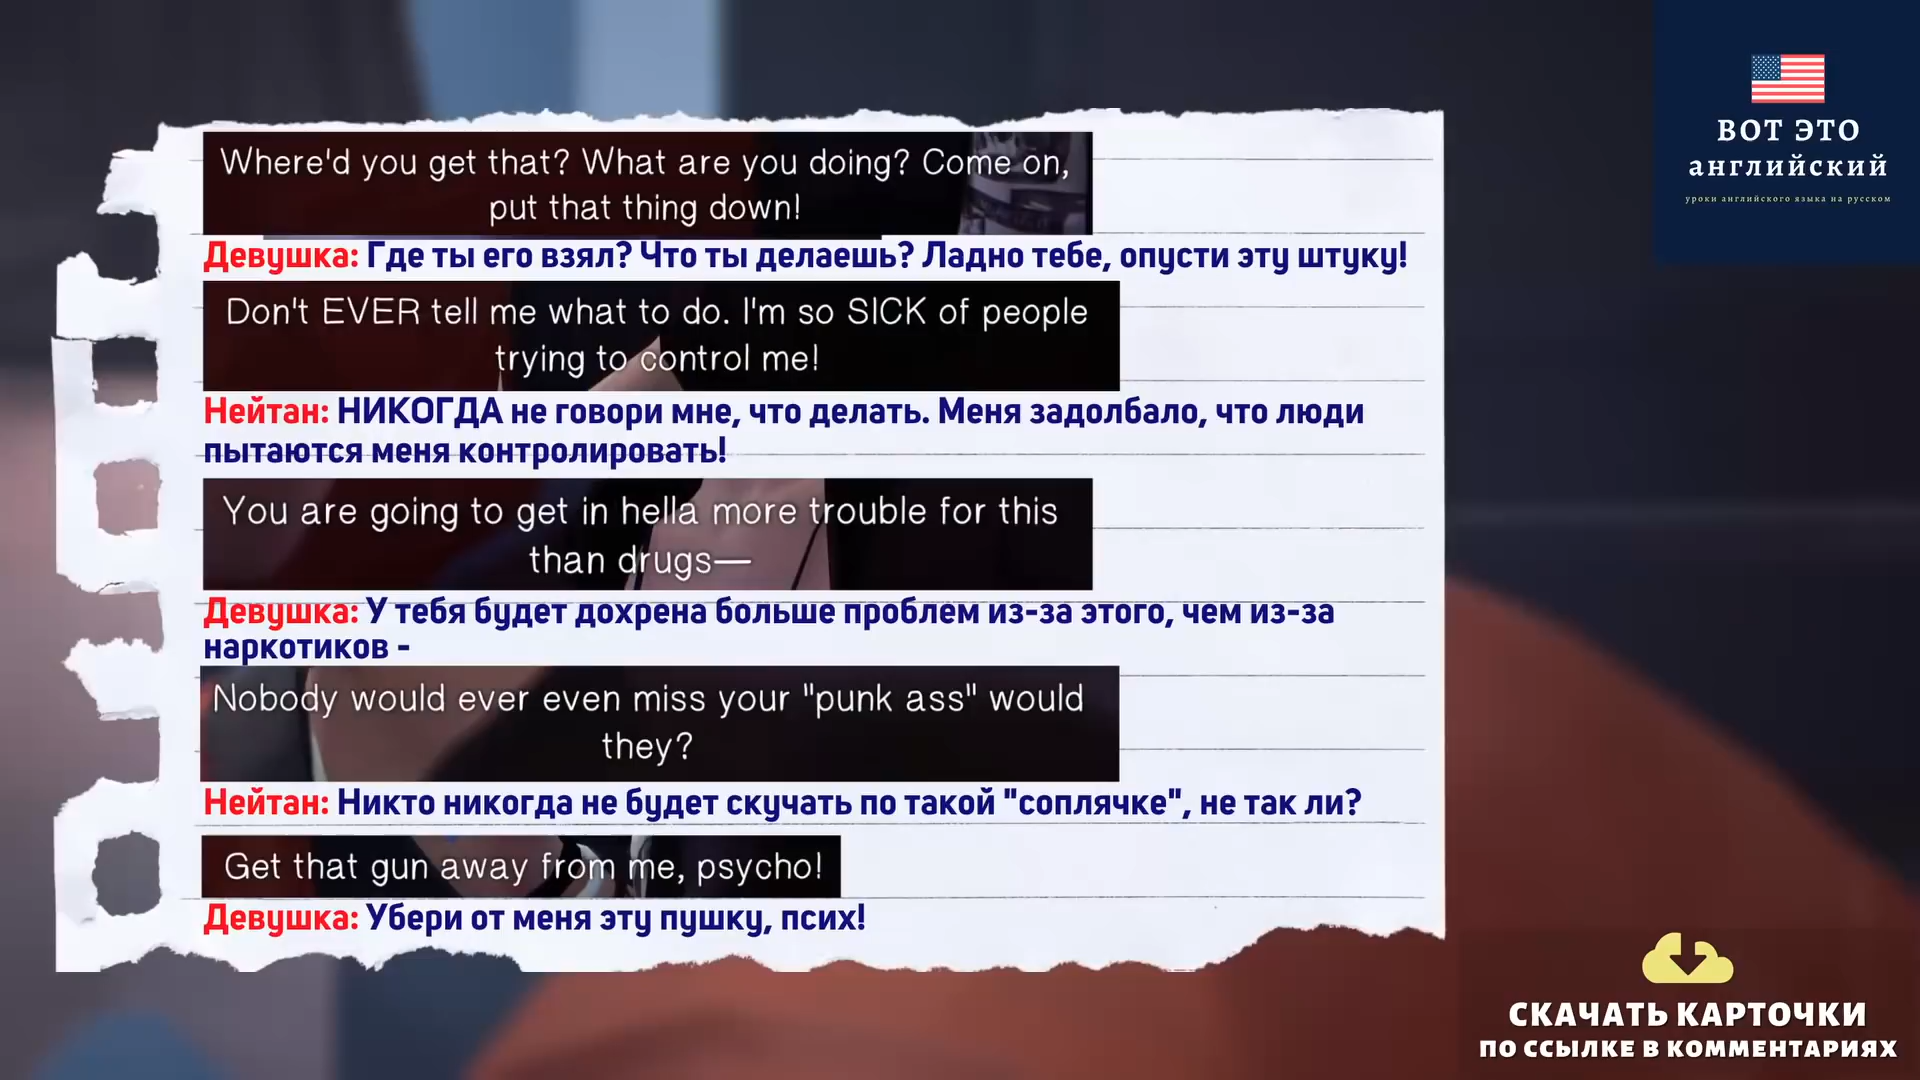 Where'd you get that? What are you doing? Come on,
put that thing down!
Девушка: Где ты его взял? Что ты делаешь? Ладно тебе, опусти эту штуку!
Don't EVER tell me what to do. I'm so SICK of people
trying to control me!
Нейтан: НИКОГДА не говори мне, что делать. Меня задолбало, что люди
пытаются меня контролировать!
You are going to get in hella more trouble for this
than drugs—
Девушка: У тебя будет дохрена больше проблем из-за этого, чем из-за
наркотиков -
Nobody would ever even miss your "punk ass" would
they?
Нейтан: Никто никогда не будет скучать по такой "соплячке", не так ли?
Get that gun away from me, psycho!
Девушка: Убери от меня эту пушку, псих!
ВОТ ЭТО
английский
уроки английского языка на русском
СКАЧАТЬ КАРТОЧКИ
ПО ССЫЛКЕ В КОММЕНТАРИЯХ